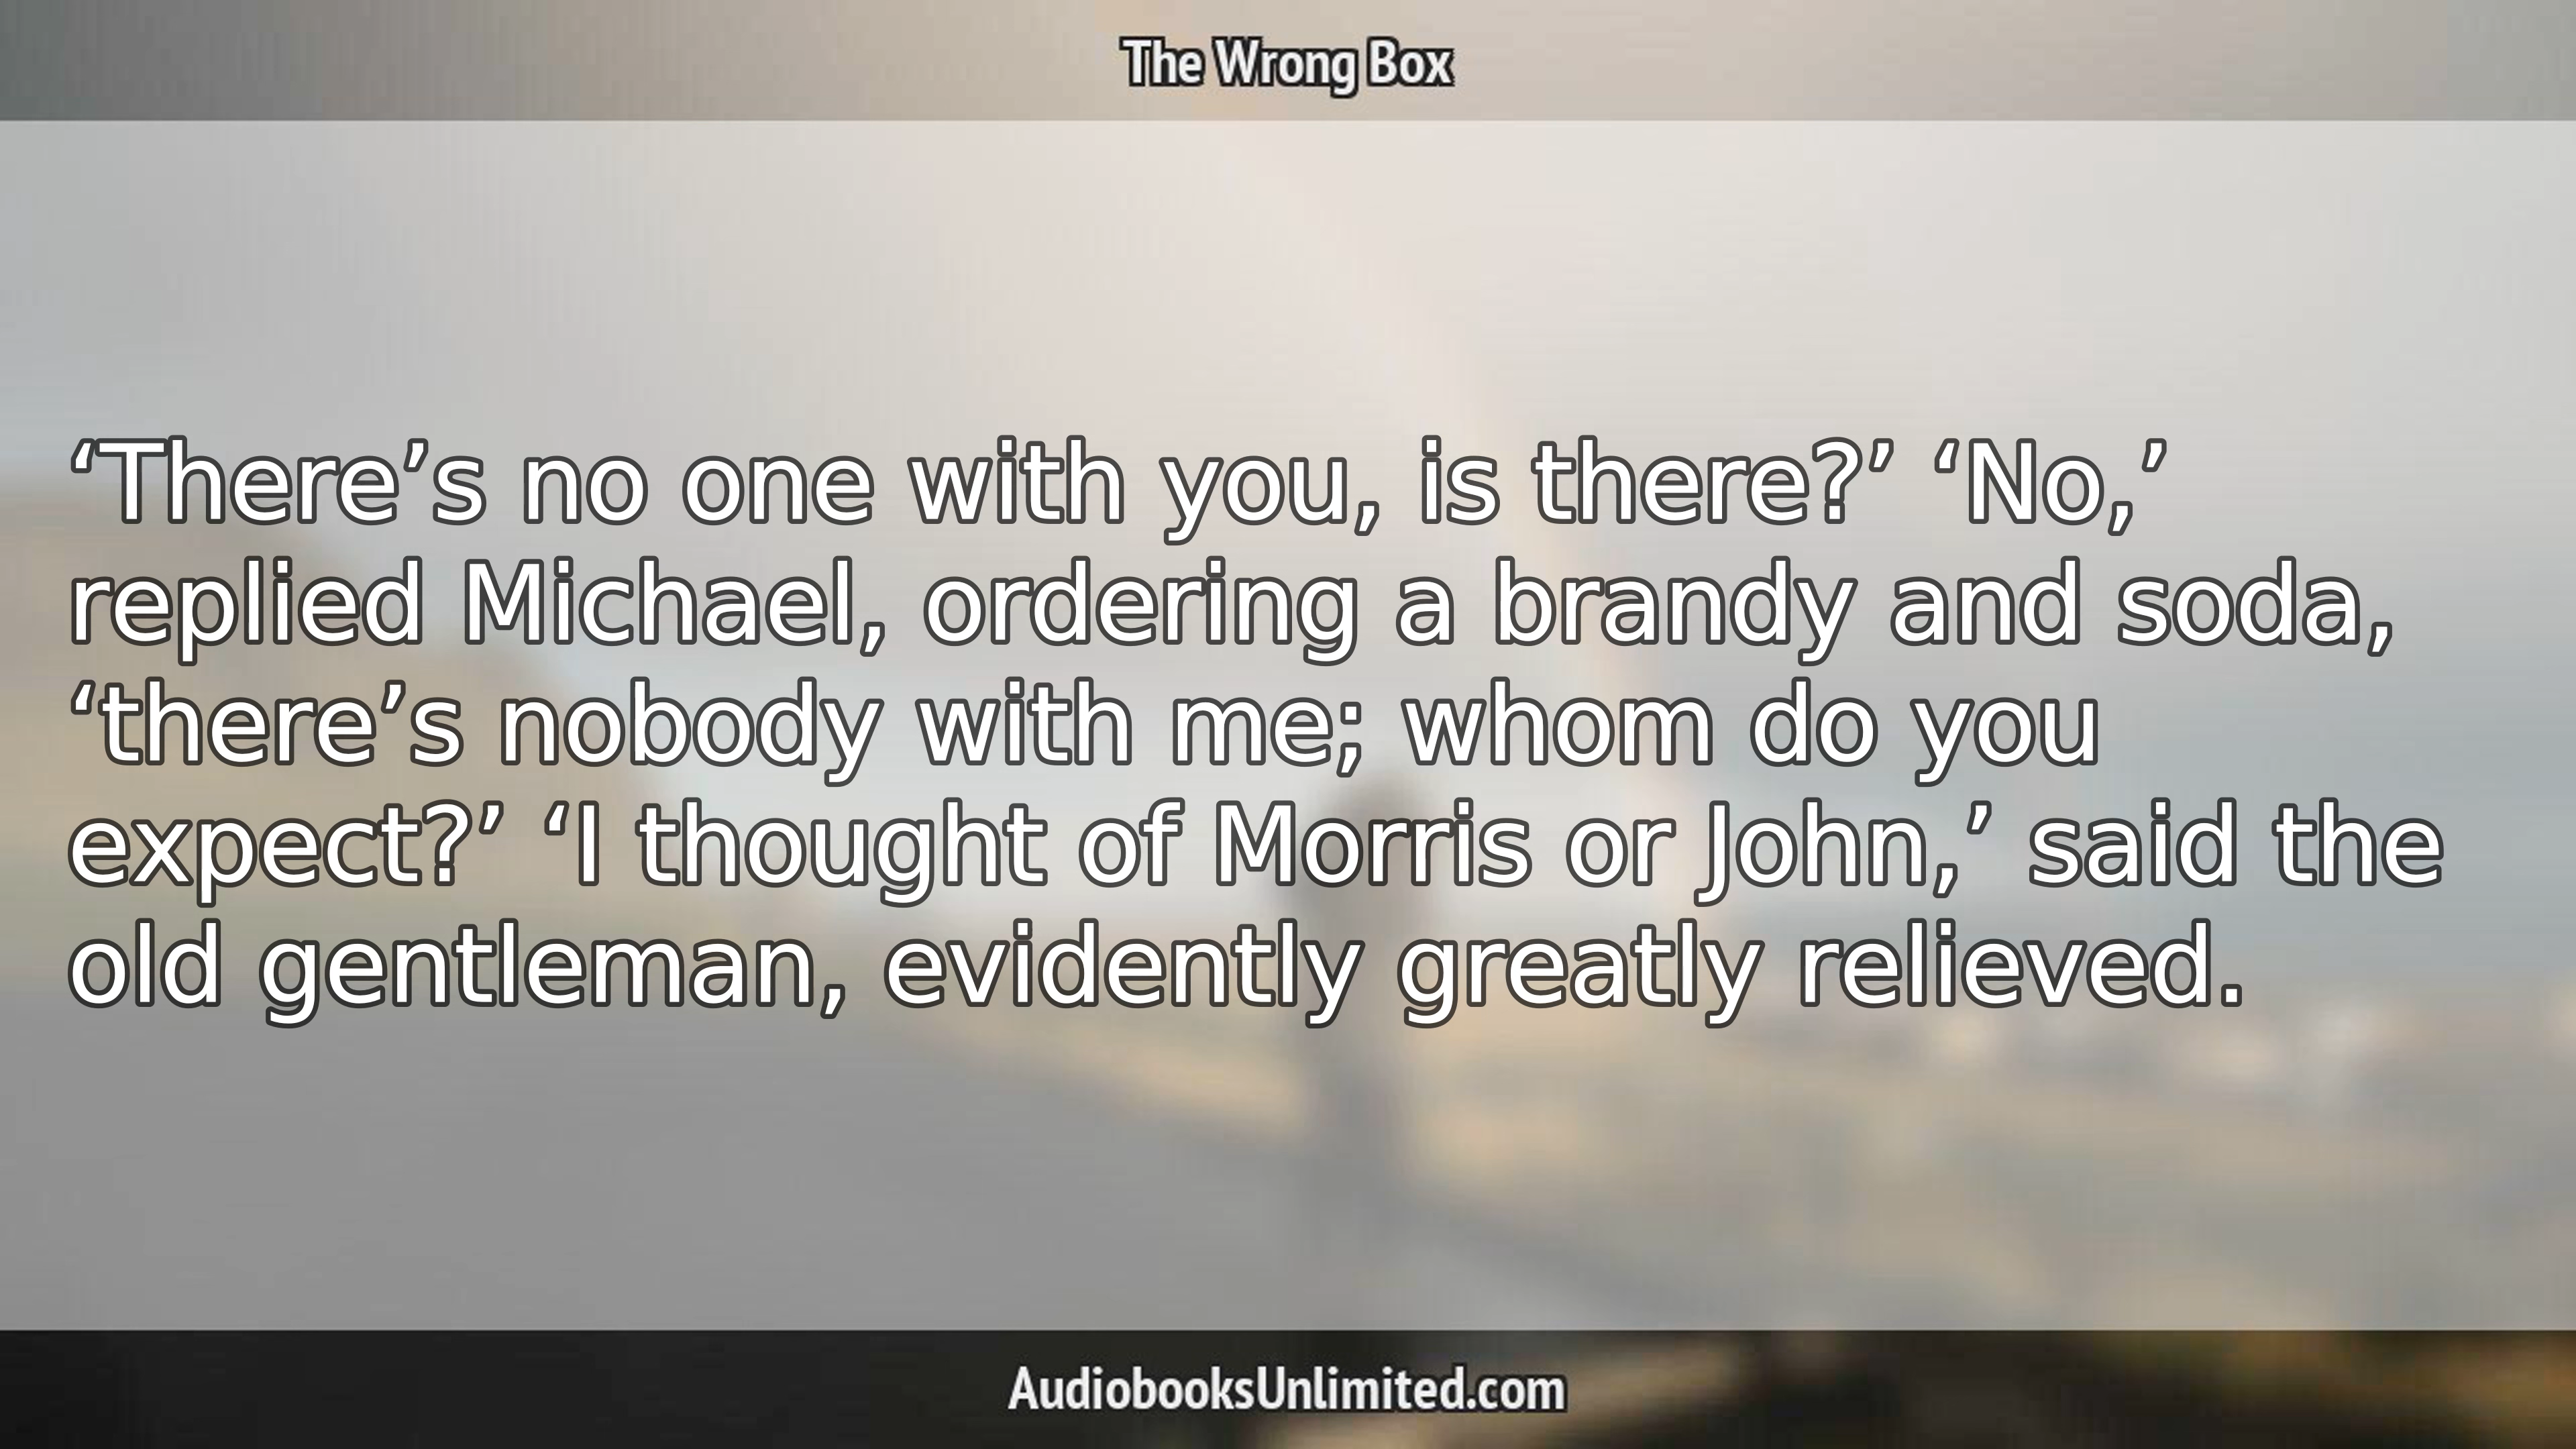 The Wrong Box
‘There’s no one with you, is there?’ ‘No,’
replied Michael, ordering a brandy and soda,
‘there’s nobody with me; whom do you
expect?’ ‘I thought of Morris or John,’ said the
old gentleman, evidently greatly relieved.
AudiobooksUnlimited.com